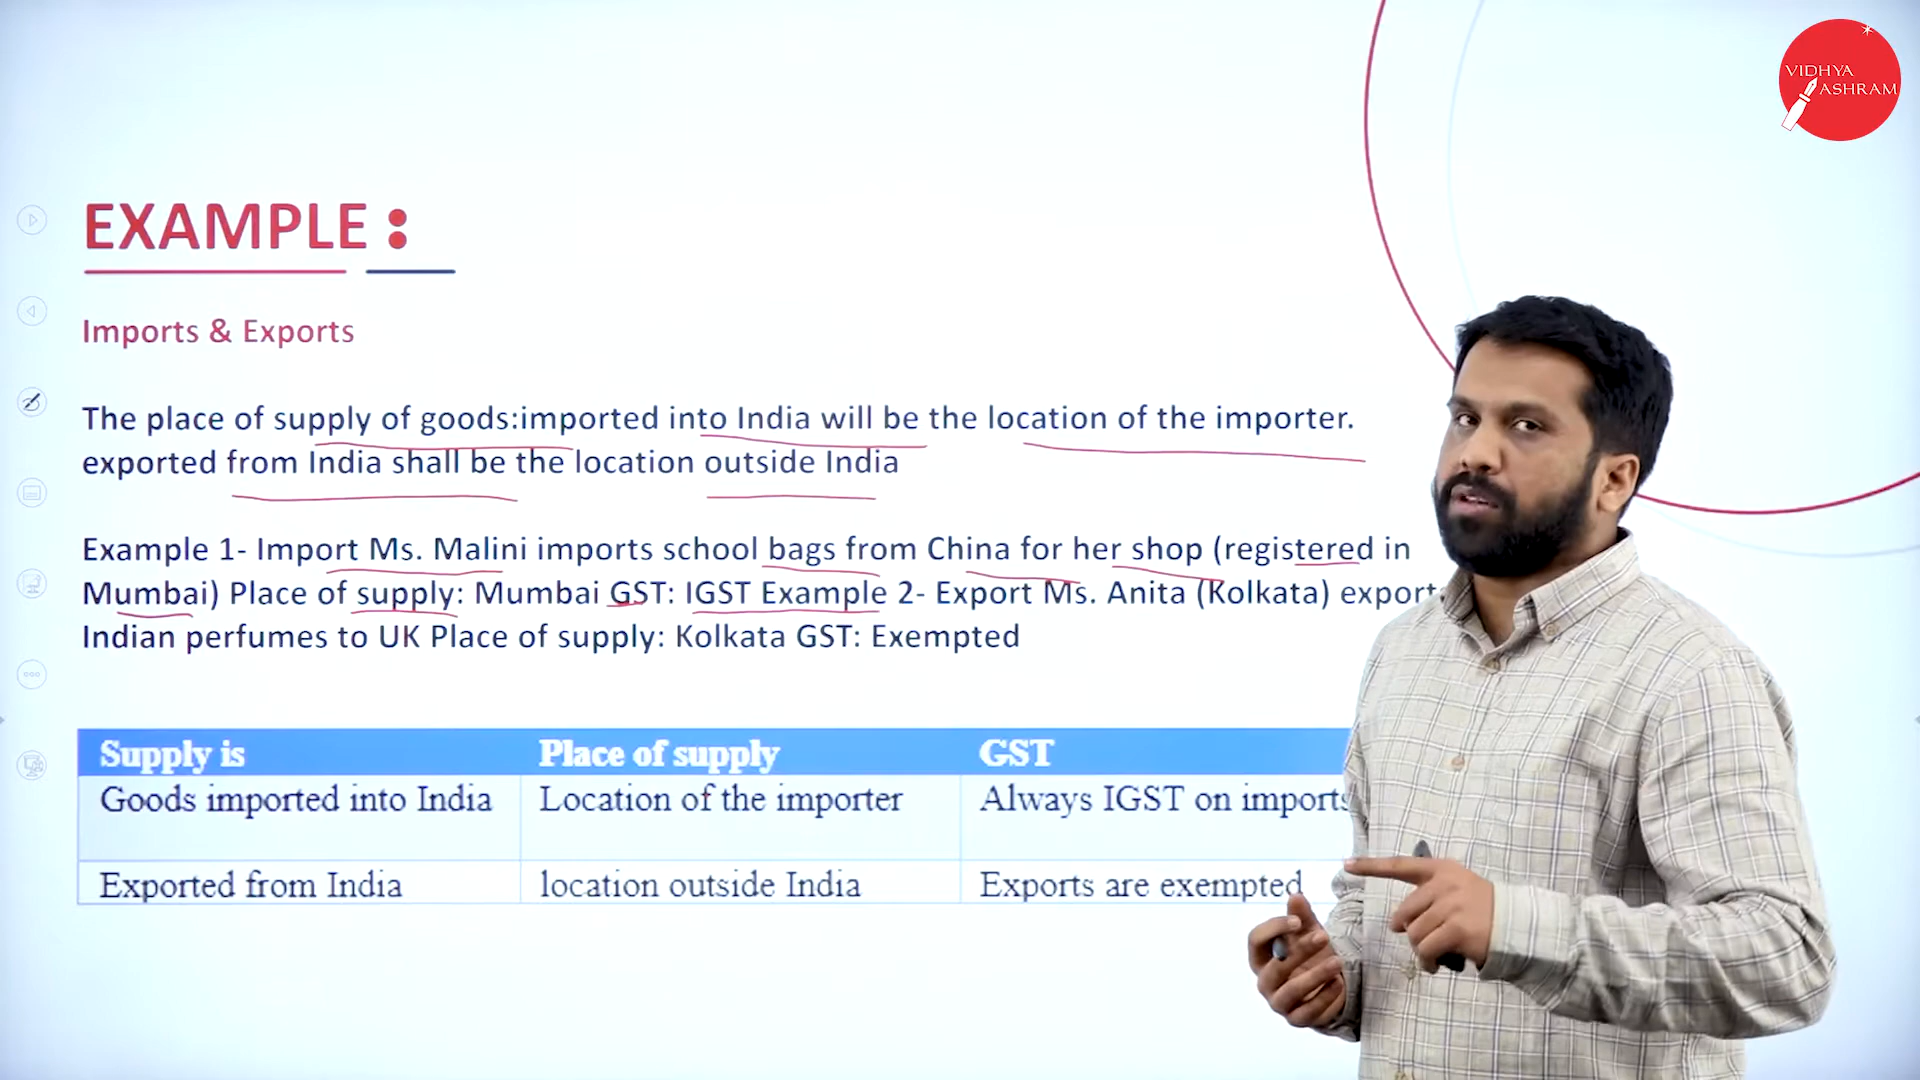 VIDHYA
ASHRAM
EXAMPLE :
Imports & Exports
The place of supply of goods:imported into India will be the location of the importer.
exported from India shall be the location outside India
Example 1- Import Ms. Malini imports school bags from China for her shop (registered in
Mumbai) Place of supply: Mumbai GST: IGST Example 2- Export Ms. Anita (Kolkata) export
Indian perfumes to UK Place of supply: Kolkata GST: Exempted
Supply is Place of supply GST
Goods imported into India Location of the importer Always IGST on imports
Exported from India location outside India Exports are exempted